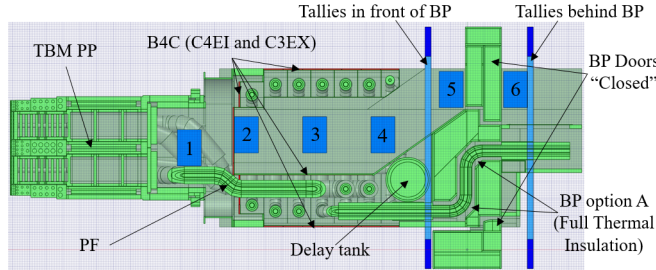 Tallies in front of BP
Tallies behind BP
B4C (C4EI and C3EX)
TBM PP
BP Doors
“Closed”
5
6
1
2
3
4
BP option A
(Full Thermal
Insulation)
PF
Delay tank